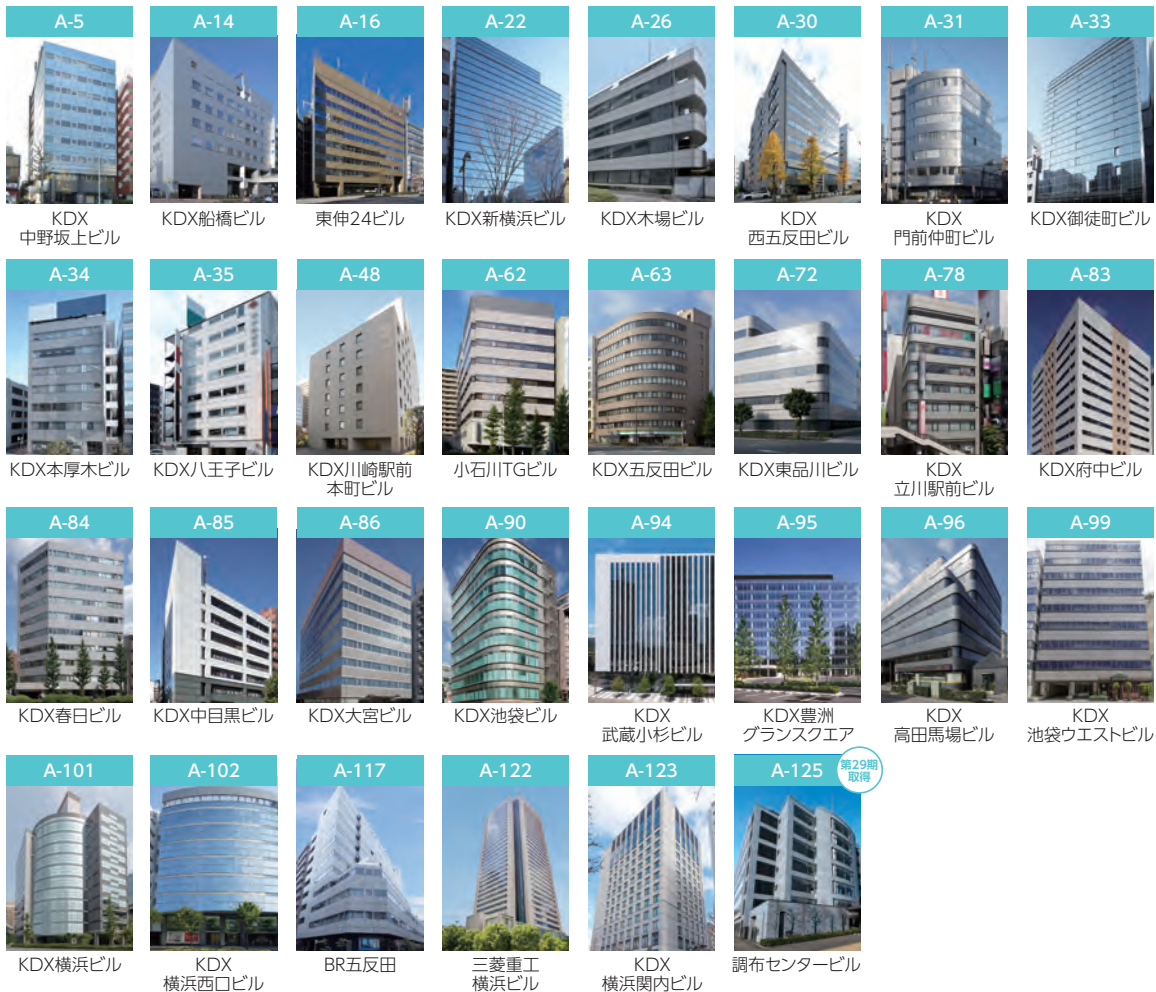 A-5
A-14
A-16
A-22
A-26
A-30
A-31
A-33
KDX
中野坂上ビル
KDX船橋ビル
東伸24ビル
KDX新横浜ビル
KDX木場ビル
KDX
西五反田ビル
KDX
門前仲町ビル
KDX御徒町ビル
A-34
A-35
A-48
A-62
A-63
A-72
A-78
A-83
KDX本厚木ビル
KDX八王子ビル
KDX川崎駅前
本町ビル
小石川TGビル
KDX五反田ビル
KDX東品川ビル
KDX
立川駅前ビル
KDX府中ビル
A-84
A-85
A-86
A-90
A-94
A-95
A-96
A-99
KDX春日ビル
KDX中目黒ビル
KDX大宮ビル
KDX池袋ビル
KDX
武蔵小杉ビル
KDX豊洲
グランスクエア
KDX
高田馬場ビル
KDX
池袋ウエストビル
A-101
A-102
A-117
A-122
A-123
A-125
第29期
取得
KDX横浜ビル
KDX
横浜西口ビル
BR五反田
三菱重工
横浜ビル
KDX
横浜関内ビル
調布センタービル